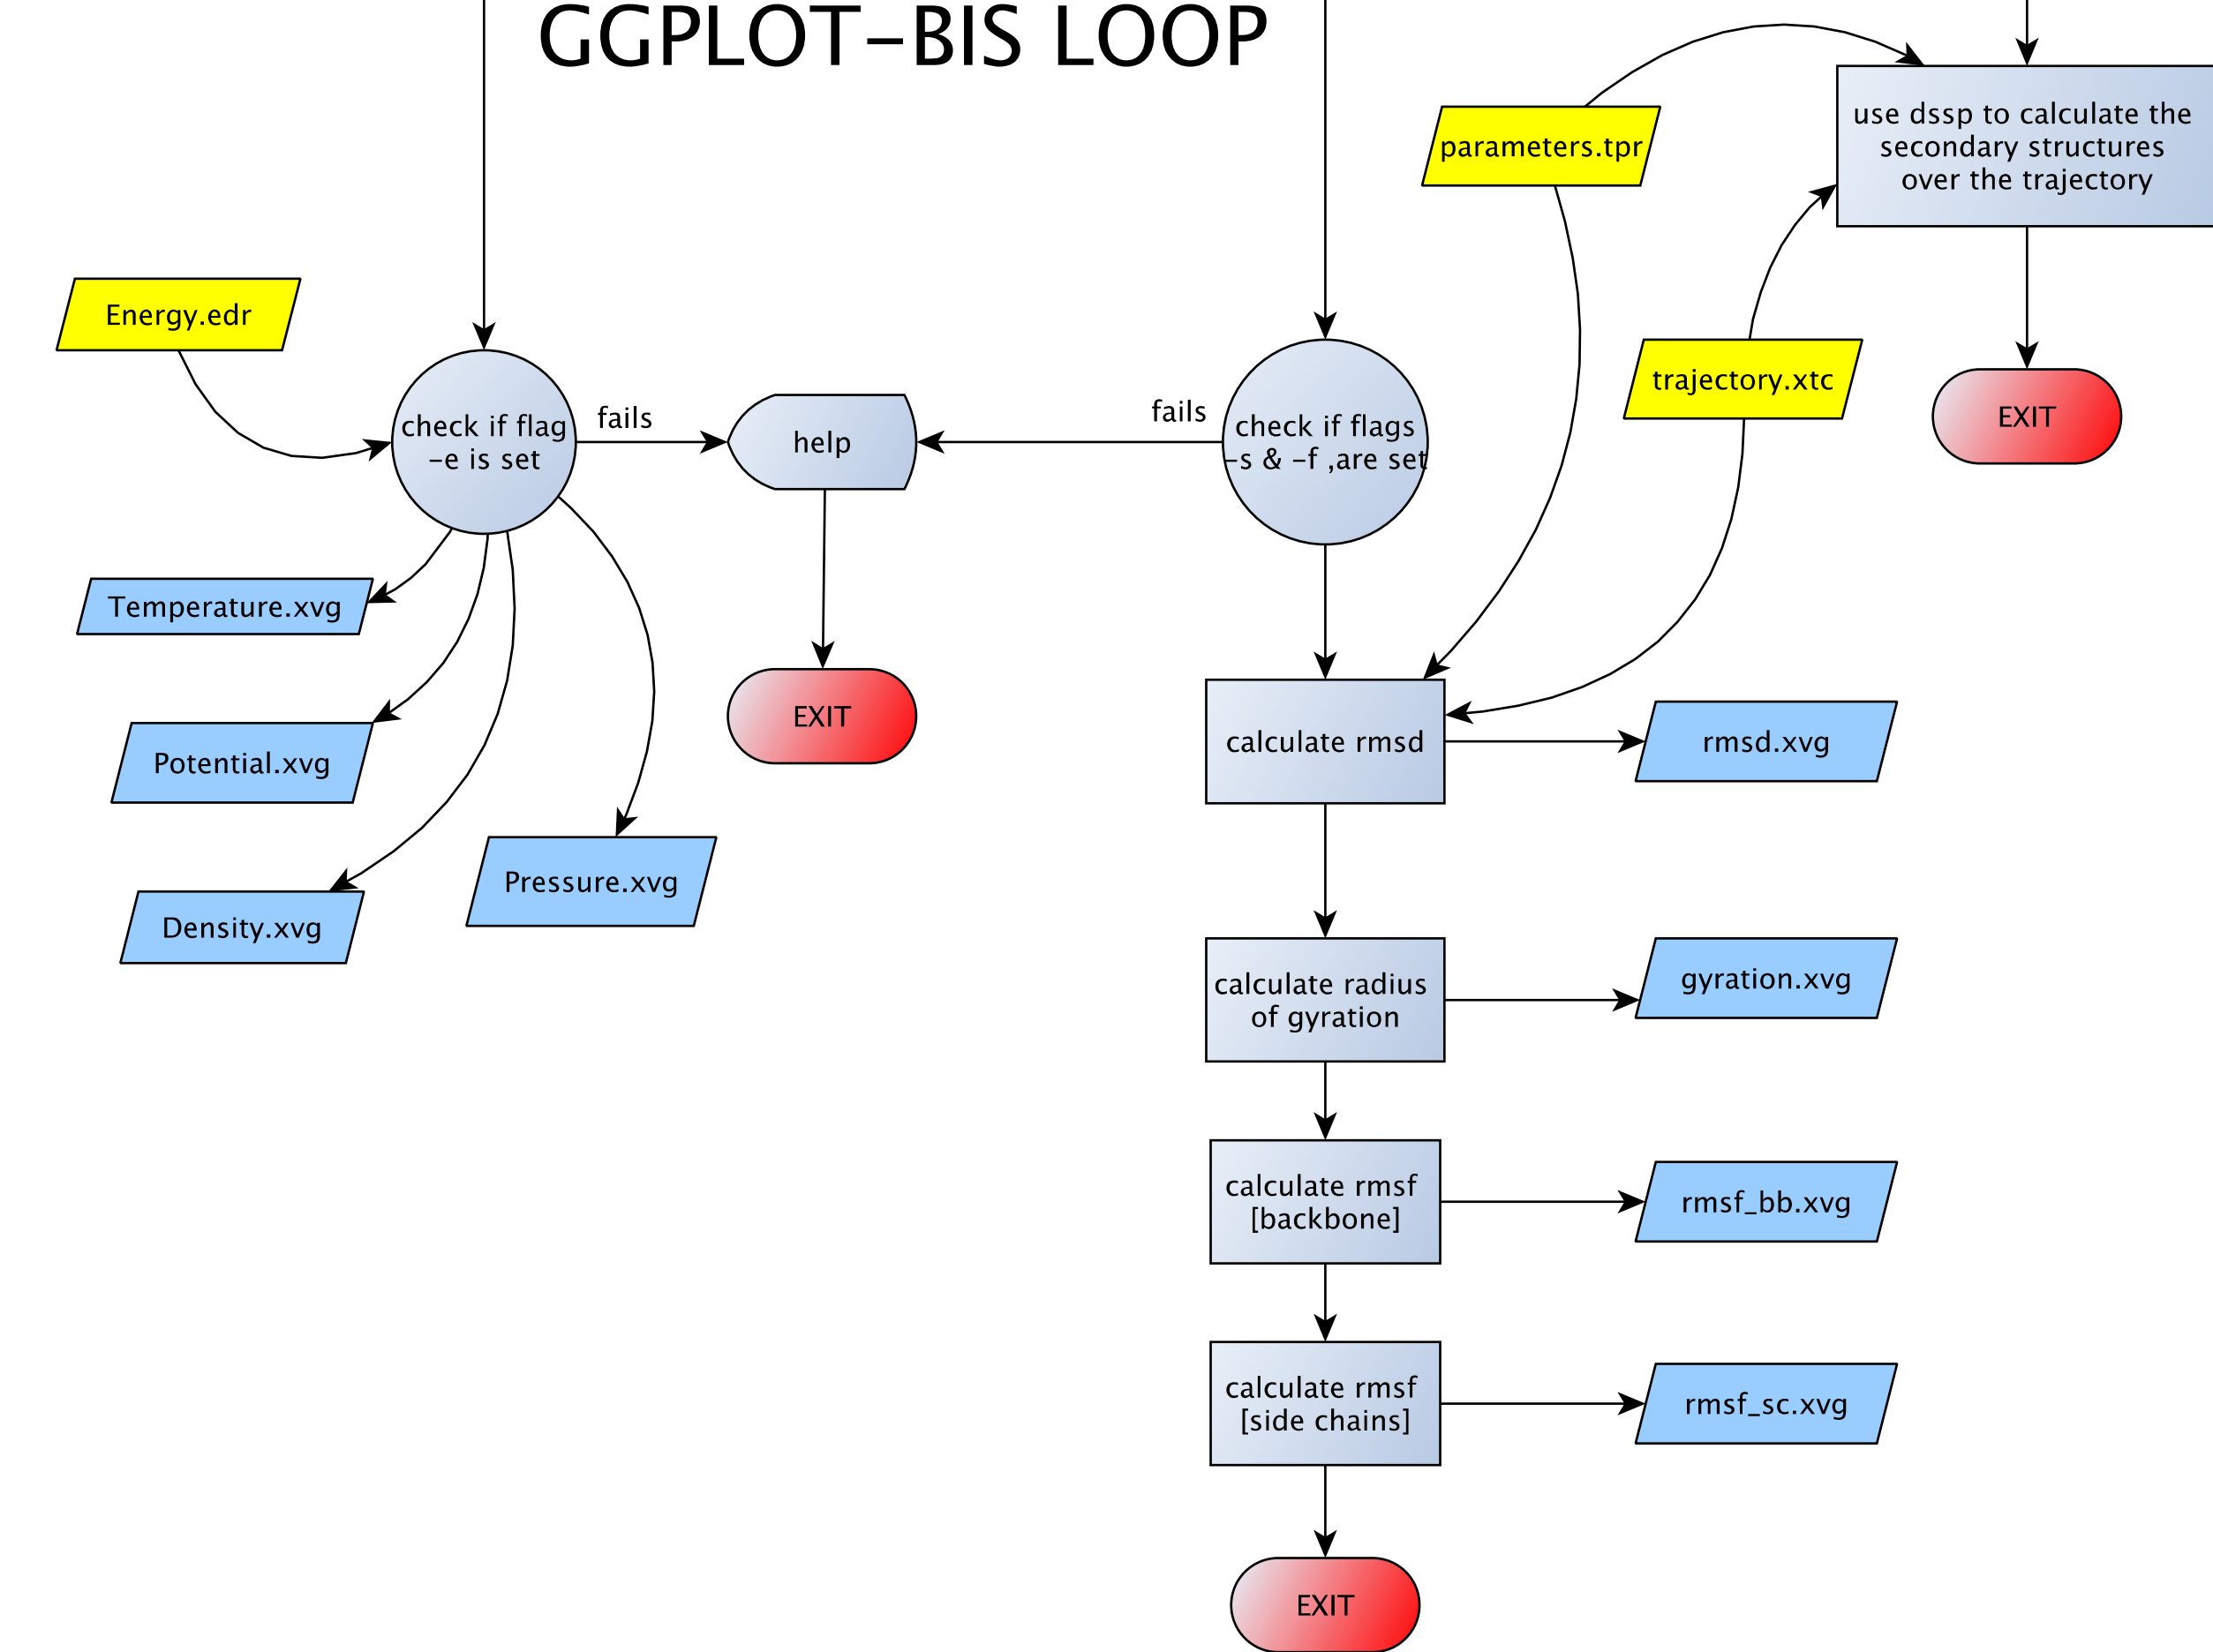 GGPLOT-BIS LOOP
parameters.tpr
use dssp to calculate the
secondary structures
over the trajectory
Energy.edr
check if flag
-e is set
fails
help
fails
check if flags
-s & -f ,are set
trajectory.xtc
EXIT
Temperature.xvg
Potential.xvg
Density.xvg
Pressure.xvg
EXIT
calculate rmsd
rmsd.xvg
calculate radius
of gyration
gyration.xvg
calculate rmsf
[backbone]
rmsf_bb.xvg
calculate rmsf
[side chains]
rmsf_sc.xvg
EXIT